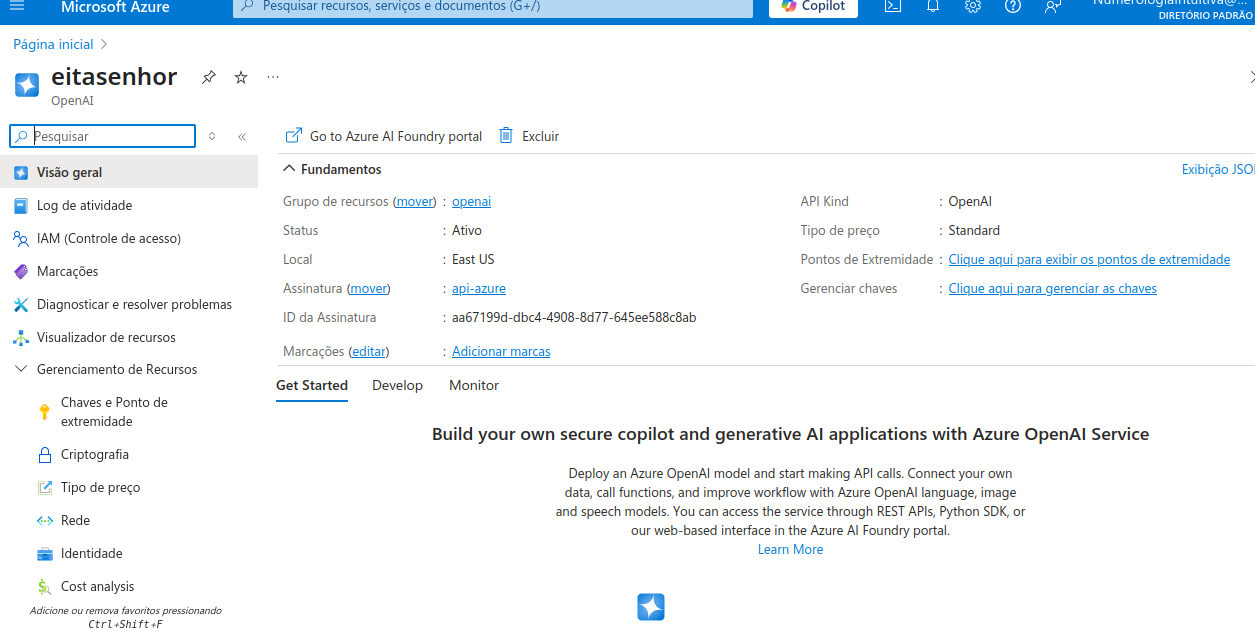 Microsoft Azure
Pesquisar recursos, serviços e documentos (G+/)
Copilot
NumerologiaIntuitiva@...
DIRETÓRIO PADRÃO
Página inicial
eitasenhor
OpenAI
Pesquisar
Go to Azure AI Foundry portal
Excluir
Visão geral
Log de atividade
IAM (Controle de acesso)
Marcações
Diagnosticar e resolver problemas
Visualizador de recursos
Gerenciamento de Recursos
Chaves e Ponto de
extremidade
Criptografia
Tipo de preço
Rede
Identidade
Cost analysis
Adicione ou remova favoritos pressionando
Ctrl+Shift+F
Fundamentos
Exibição JSO
Grupo de recursos (mover) : openai
Status : Ativo
Local : East US
Assinatura (mover) : api-azure
ID da Assinatura : aa67199d-dbc4-4908-8d77-645ee588c8ab
Marcações (editar) : Adicionar marcas
API Kind : OpenAI
Tipo de preço : Standard
Pontos de Extremidade : Clique aqui para exibir os pontos de extremidade
Gerenciar chaves : Clique aqui para gerenciar as chaves
Get Started
Develop
Monitor
Build your own secure copilot and generative AI applications with Azure OpenAI Service
Deploy an Azure OpenAI model and start making API calls. Connect your own
data, call functions, and improve workflow with Azure OpenAI language, image
and speech models. You can access the service through REST APIs, Python SDK, or
our web-based interface in the Azure AI Foundry portal.
Learn More